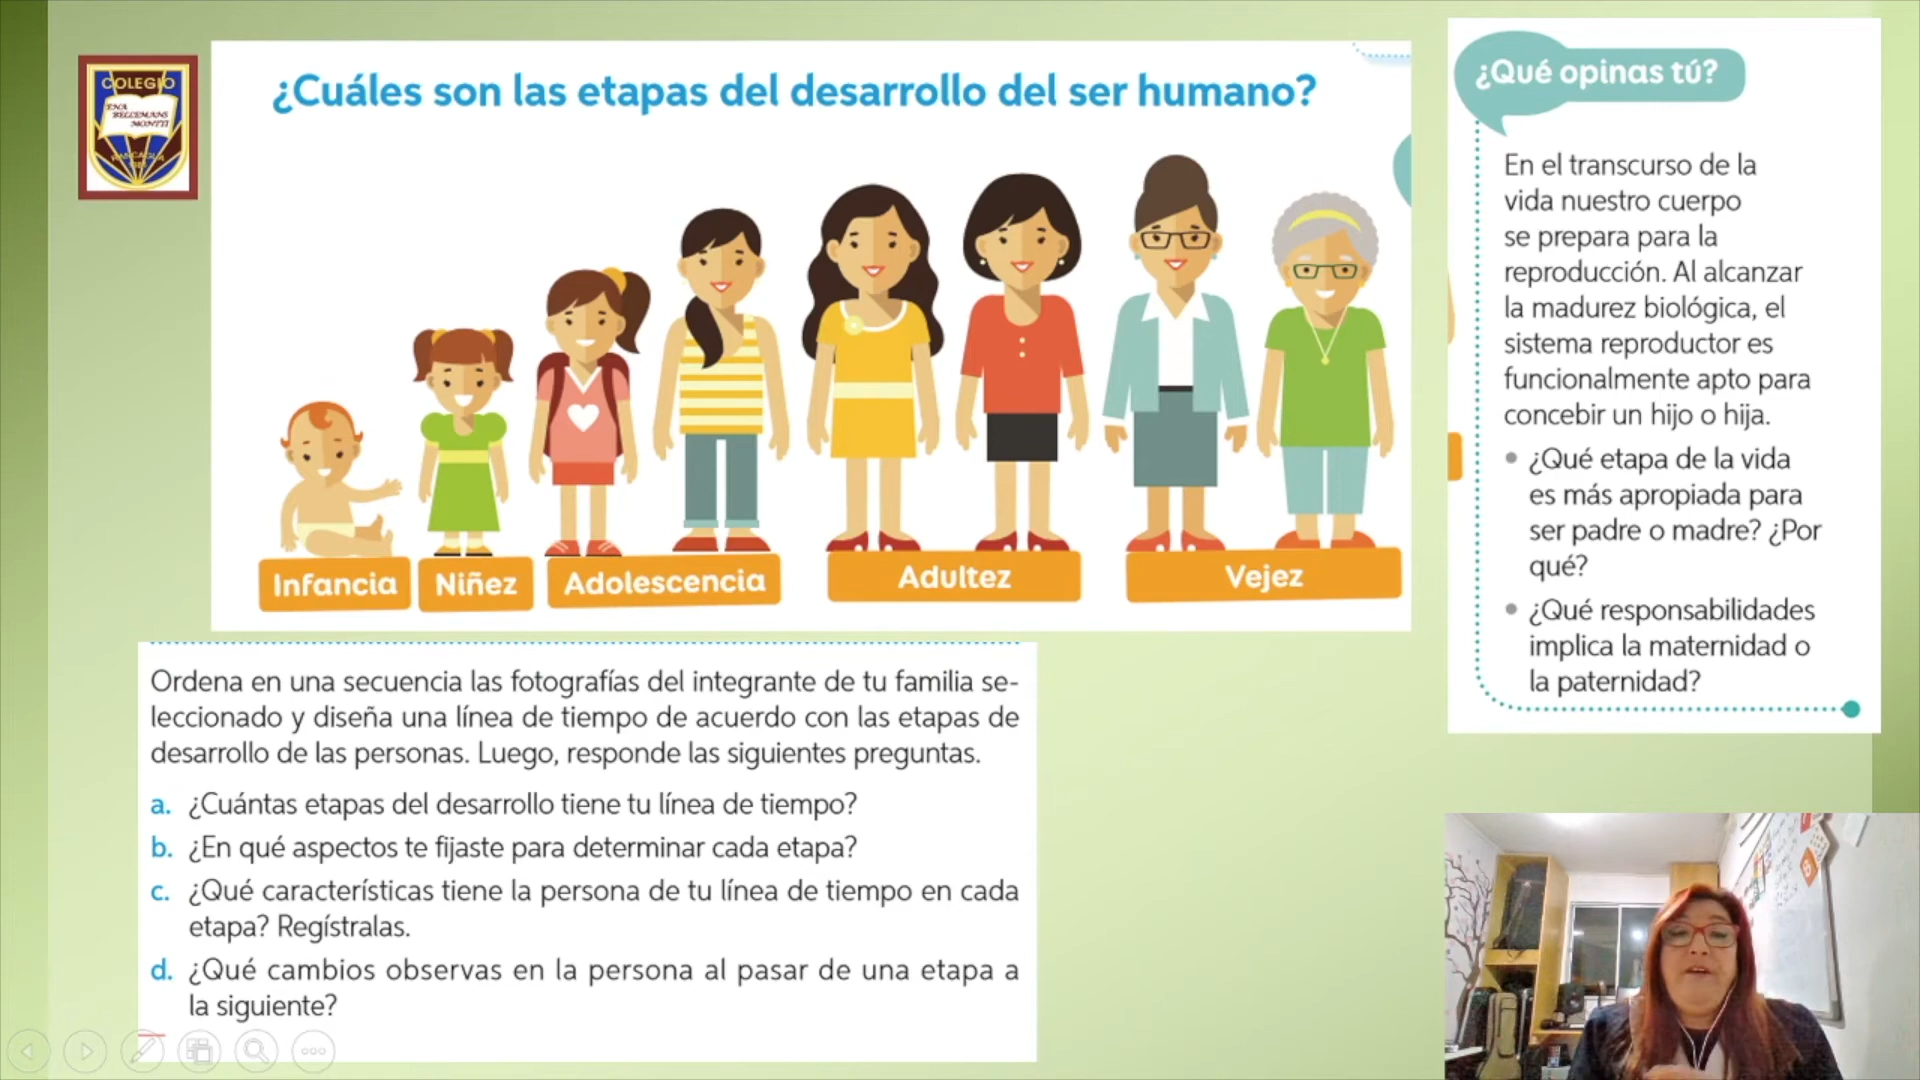 COLEGIO
ENA
BELLEMANS
MONTTI
RANCAGUA
¿Cuáles son las etapas del desarrollo del ser humano?
Infancia
Niñez
Adolescencia
Adultez
Vejez
¿Qué opinas tú?
En el transcurso de la
vida nuestro cuerpo
se prepara para la
reproducción. Al alcanzar
la madurez biológica, el
sistema reproductor es
funcionalmente apto para
concebir un hijo o hija.
• ¿Qué etapa de la vida
es más apropiada para
ser padre o madre? ¿Por
qué?
• ¿Qué responsabilidades
implica la maternidad o
la paternidad?
Ordena en una secuencia las fotografías del integrante de tu familia se-
leccionado y diseña una línea de tiempo de acuerdo con las etapas de
desarrollo de las personas. Luego, responde las siguientes preguntas.
a. ¿Cuántas etapas del desarrollo tiene tu línea de tiempo?
b. ¿En qué aspectos te fijaste para determinar cada etapa?
c. ¿Qué características tiene la persona de tu línea de tiempo en cada
etapa? Regístralas.
d. ¿Qué cambios observas en la persona al pasar de una etapa a
la siguiente?